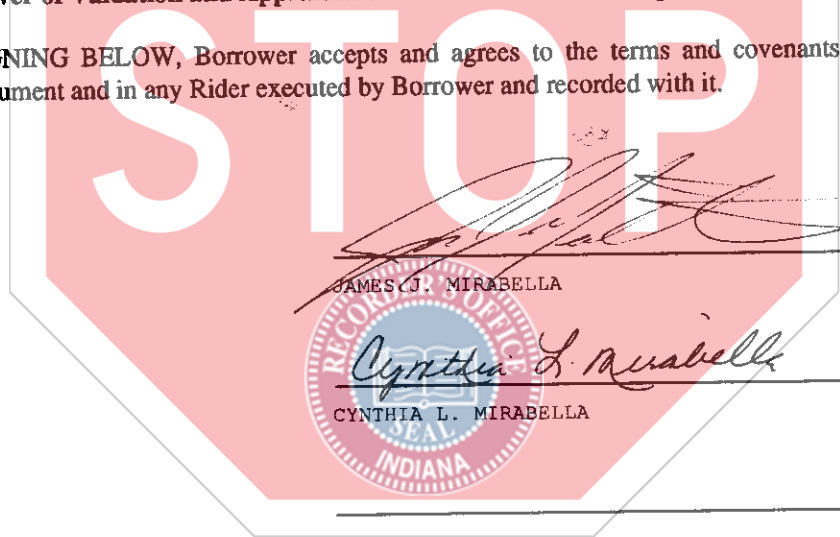 STOP
NING BELOW, Borrower accepts and agrees to the terms and covenants
ument and in any Rider executed by Borrower and recorded with it.
JAMES J. MIRABELLA
RECORDER'S OFFICE
Cynthia L. Mirabella
CYNTHIA L. MIRABELLA
SEAL
INDIANA